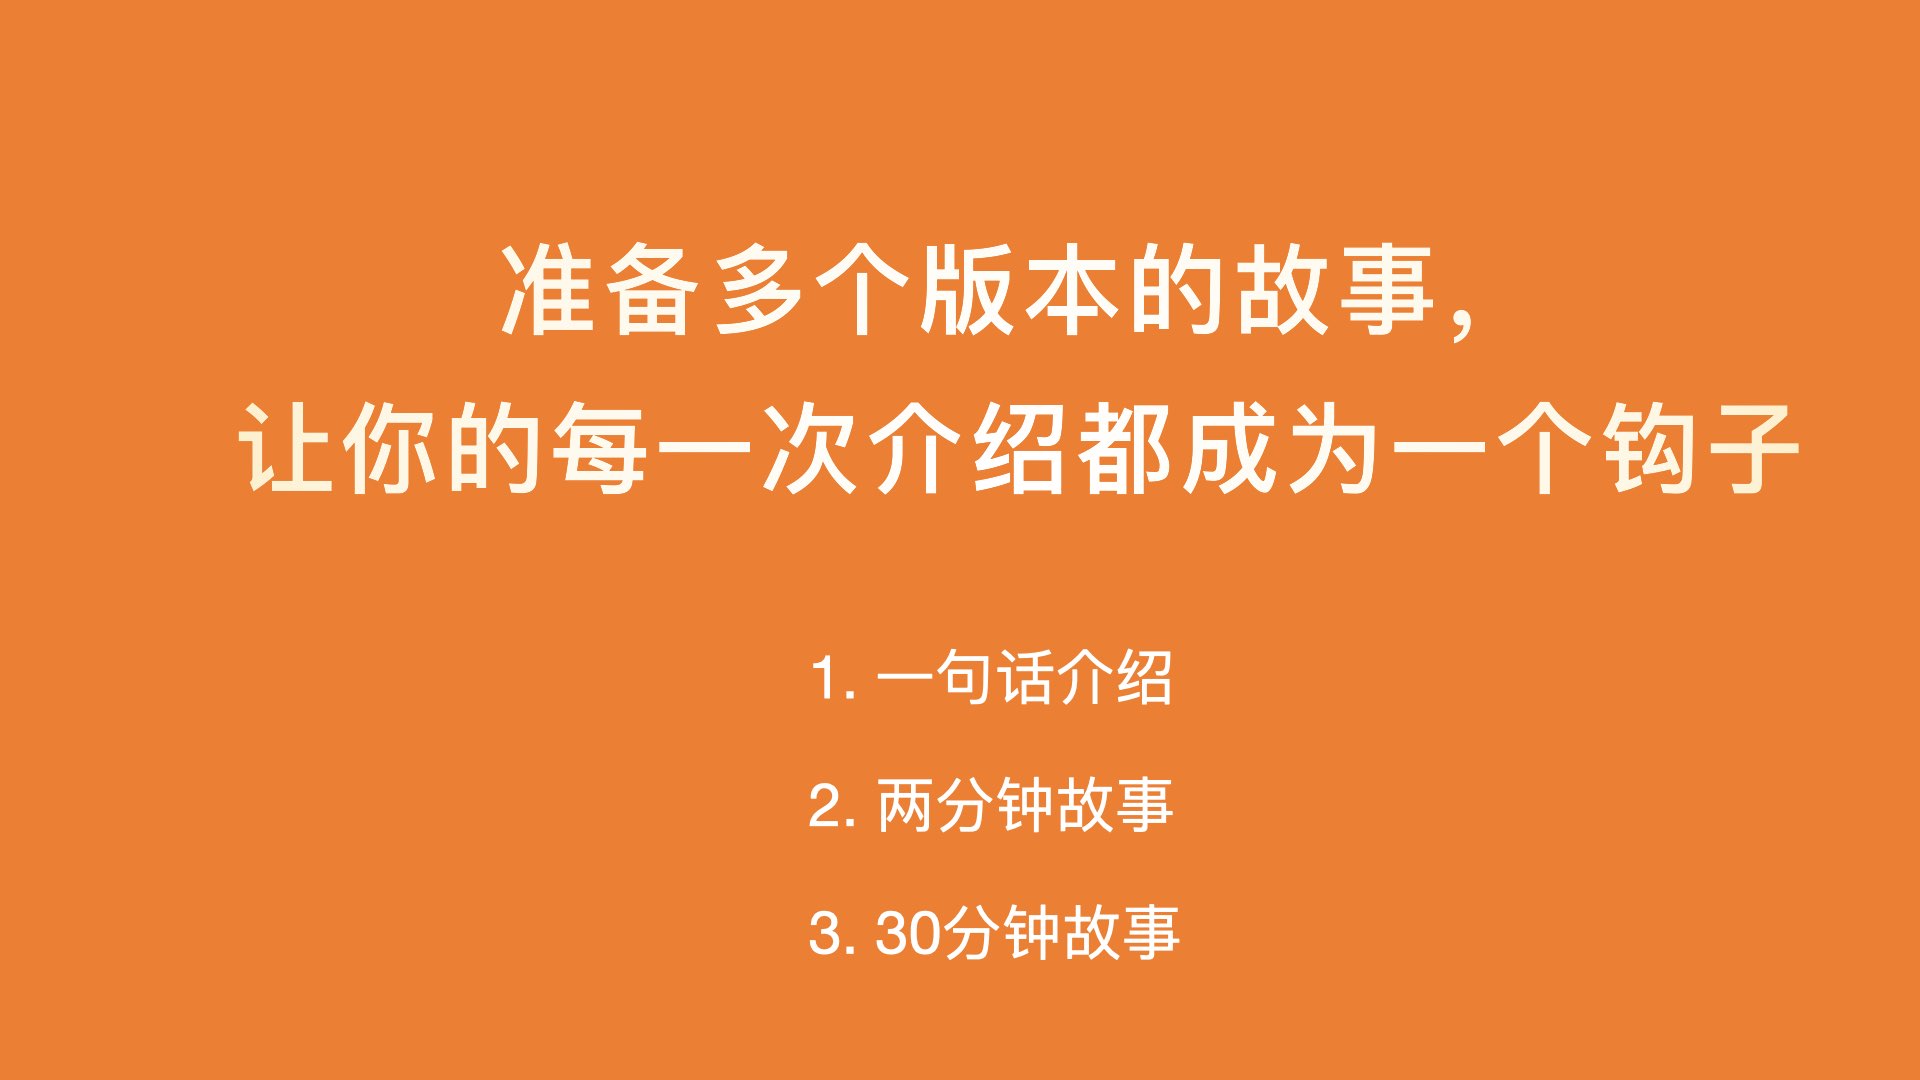 准备多个版本的故事，
让你的每一次介绍都成为一个钩子
1. 一句话介绍
2. 两分钟故事
3. 30分钟故事